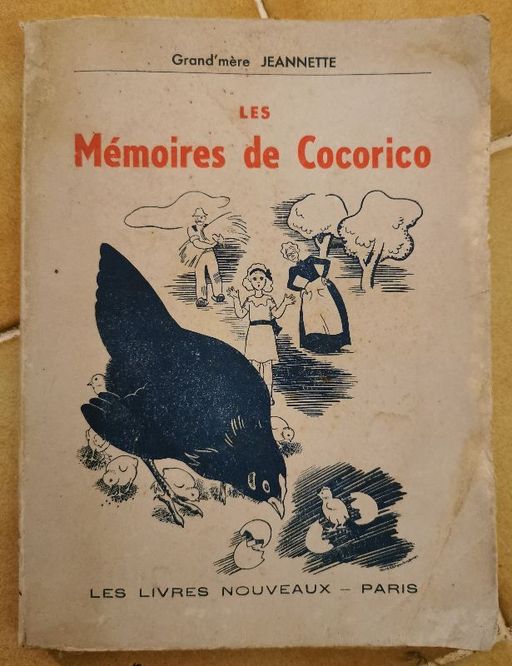 Grand'mère JEANNETTE
LES
Mémoires de Cocorico
LES LIVRES NOUVEAUX — PARIS